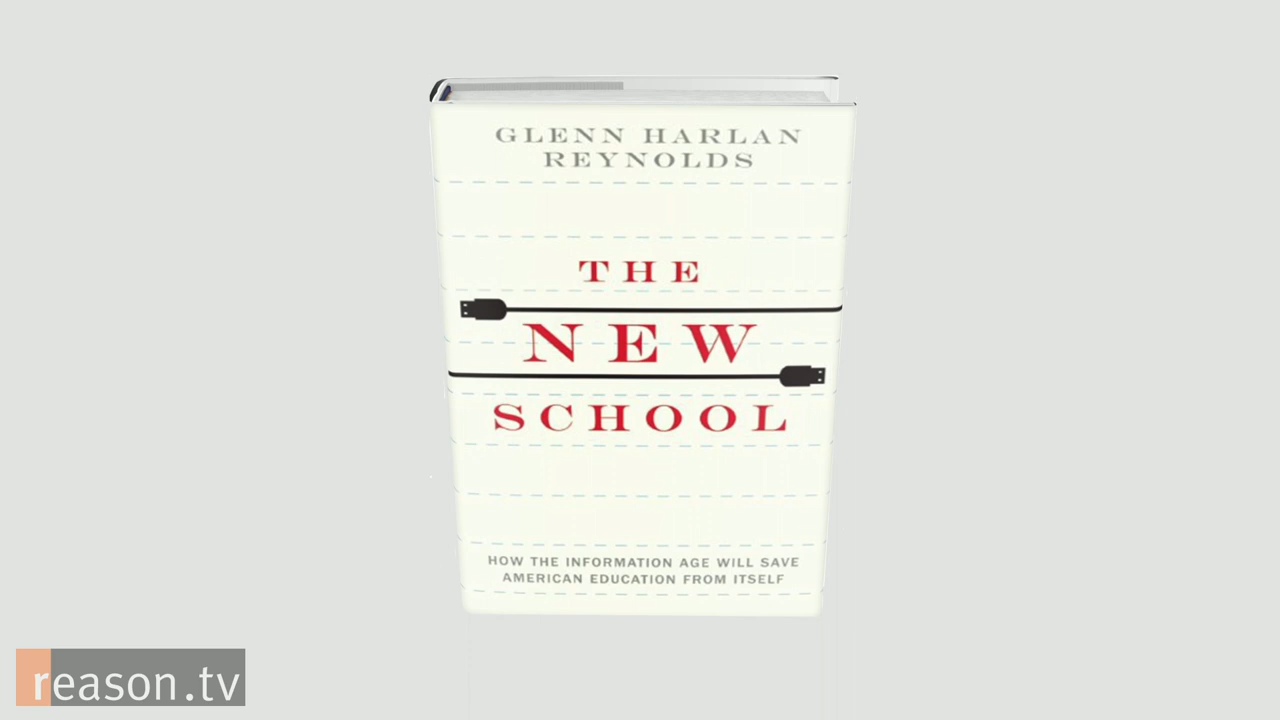 GLENN HARLAN
REYNOLDS
THE
NEW
SCHOOL
HOW THE INFORMATION AGE WILL SAVE
AMERICAN EDUCATION FROM ITSELF
reason.tv